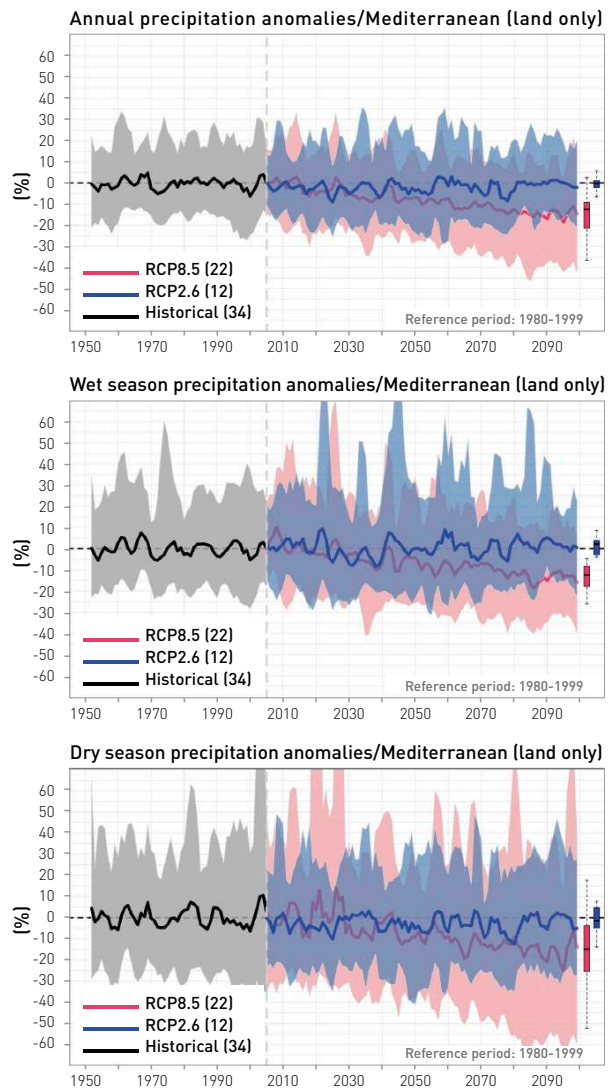 Annual precipitation anomalies/Mediterranean (land only)
60
50
40
30
20
10
0
-10
-20
-30
-40
-50
-60
(%)
RCP8.5 (22)
RCP2.6 (12)
Historical (34)
Reference period: 1980-1999
1950 1970 1990 2010 2030 2050 2070 2090
Wet season precipitation anomalies/Mediterranean (land only)
60
50
40
30
20
10
0
-10
-20
-30
-40
-50
-60
(%)
RCP8.5 (22)
RCP2.6 (12)
Historical (34)
Reference period: 1980-1999
1950 1970 1990 2010 2030 2050 2070 2090
Dry season precipitation anomalies/Mediterranean (land only)
60
50
40
30
20
10
0
-10
-20
-30
-40
-50
-60
(%)
RCP8.5 (22)
RCP2.6 (12)
Historical (34)
Reference period: 1980-1999
1950 1970 1990 2010 2030 2050 2070 2090